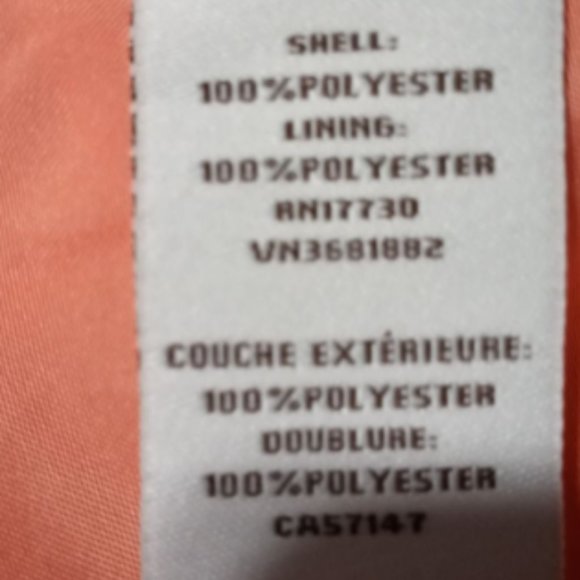 SHELL:
100%POLYESTER
LINING:
100%POLYESTER
RN17730
VN3681882
COUCHE EXTÉRIEURE:
100%POLYESTER
DOUBLURE:
100%POLYESTER
CA57147